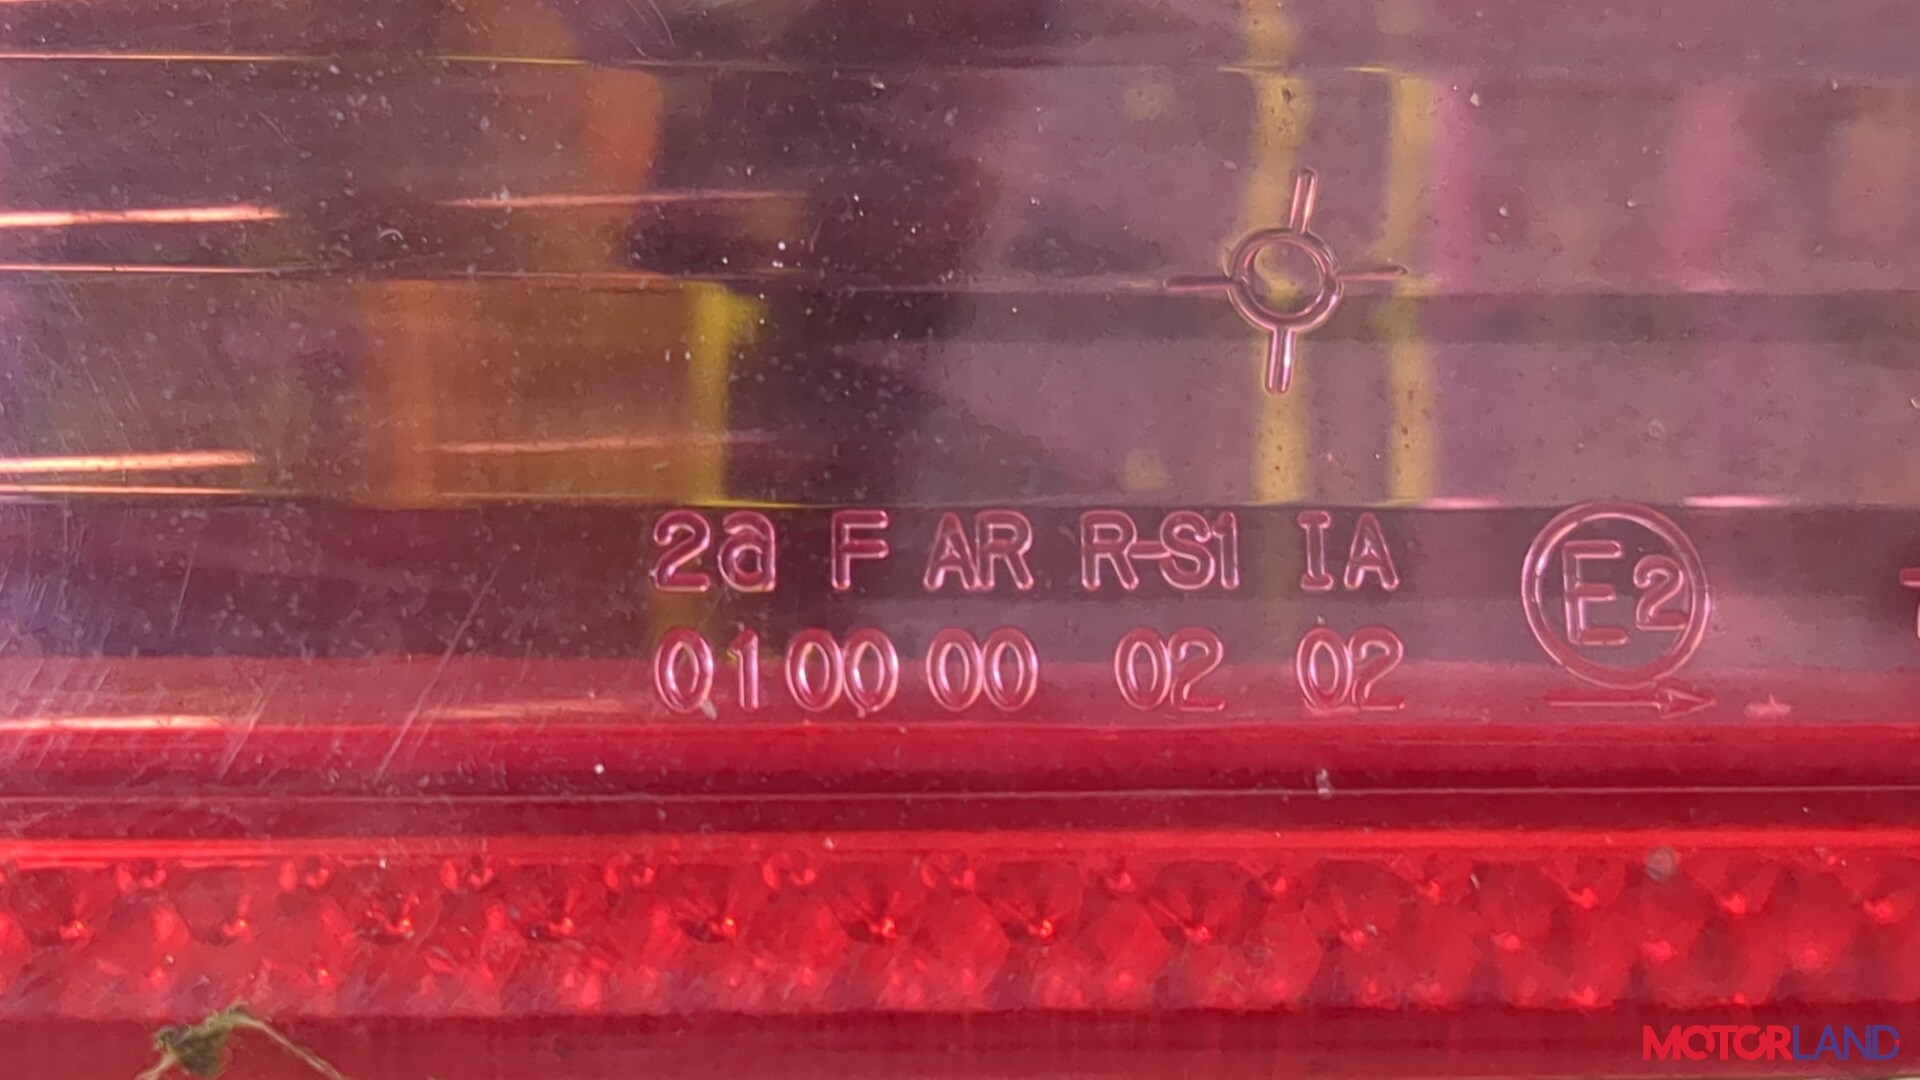 2a F AR R-S1 IA E2
01 00 00 02 02
MOTORLAND